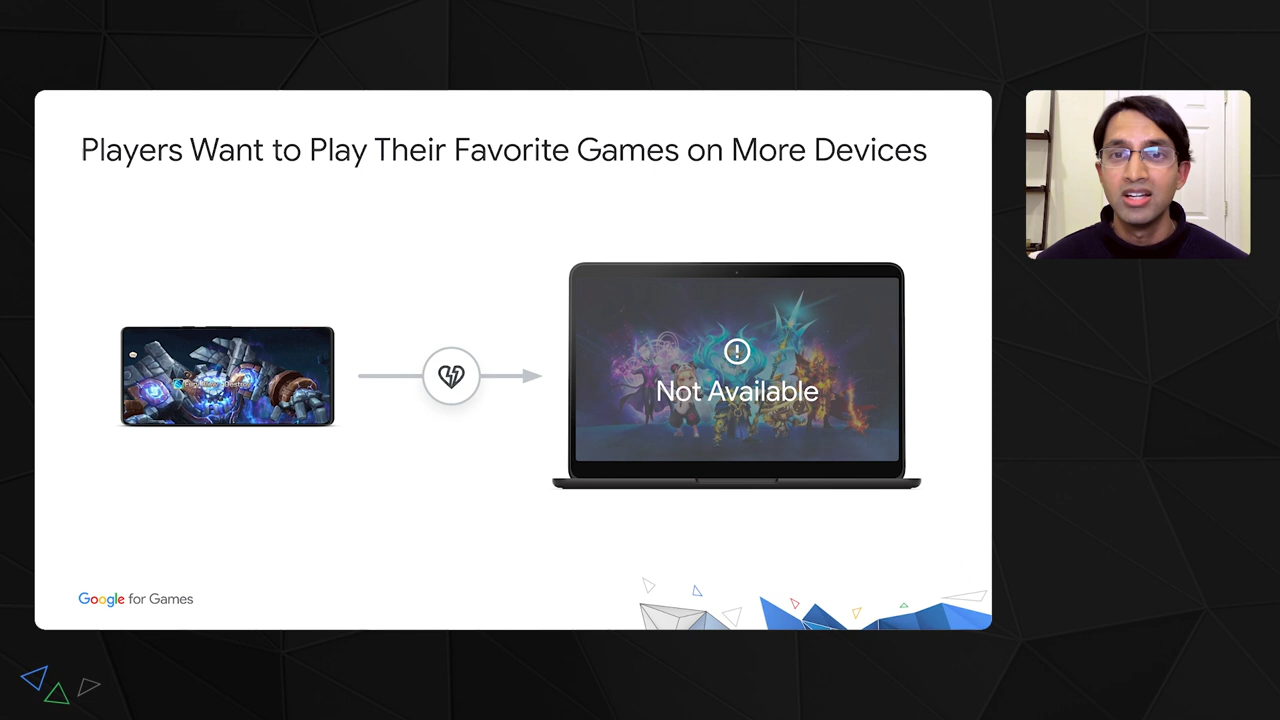 Players Want to Play Their Favorite Games on More Devices
Not Available
Google for Games